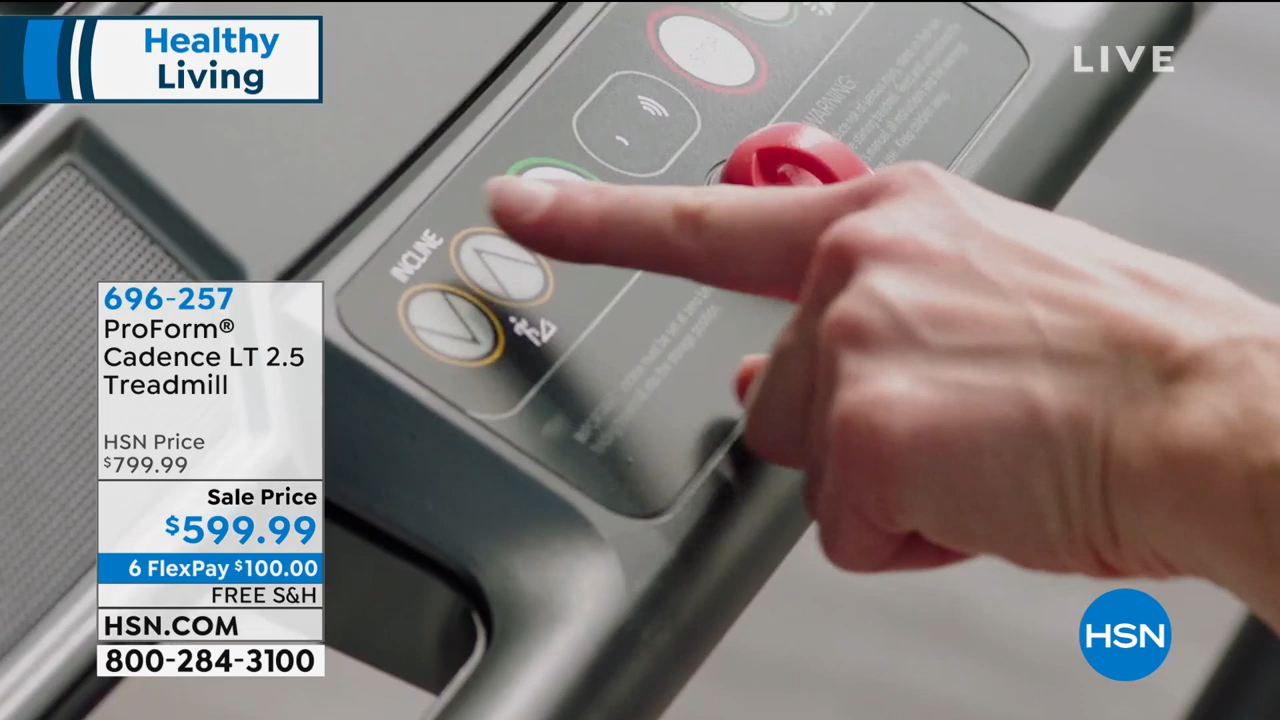 Healthy
Living
LIVE
696-257
ProForm®
Cadence LT 2.5
Treadmill
HSN Price
$799.99
Sale Price
$599.99
6 FlexPay $100.00
FREE S&H
HSN.COM
800-284-3100
INCLINE
STOP
WARNING
HSN